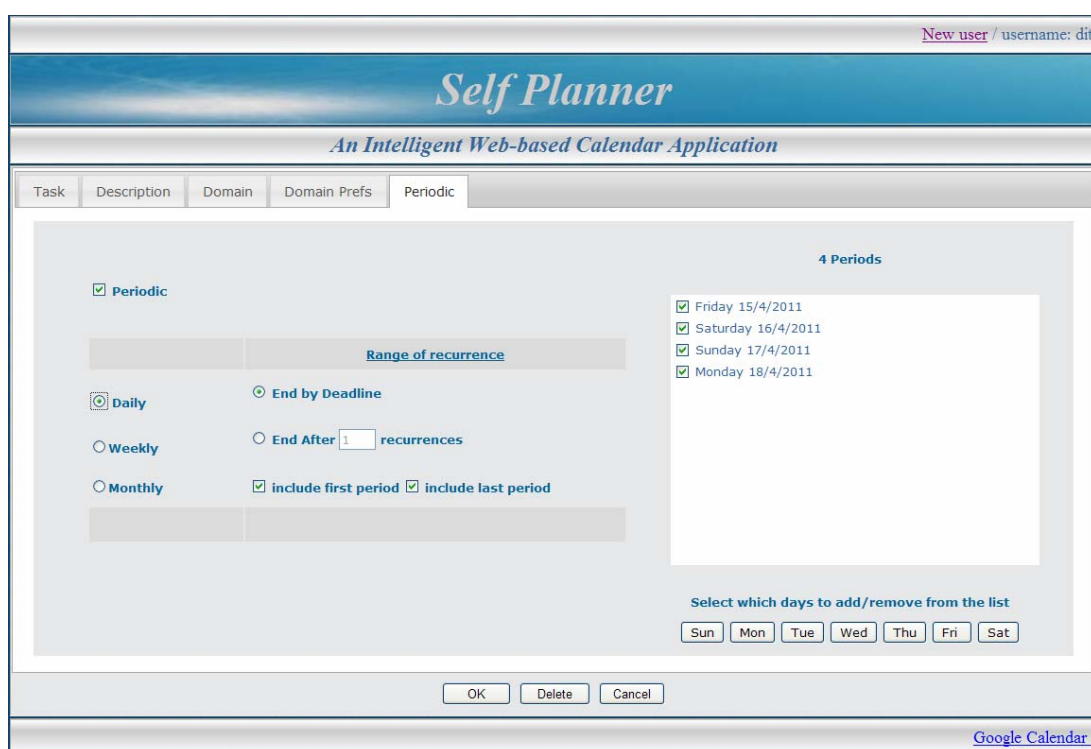 New user / username: dit
Self Planner
An Intelligent Web-based Calendar Application
Task Description Domain Domain Prefs Periodic
4 Periods
Periodic
Friday 15/4/2011
Saturday 16/4/2011
Sunday 17/4/2011
Monday 18/4/2011
Range of recurrence
Daily End by Deadline
Weekly End After 1 recurrences
Monthly include first period include last period
Select which days to add/remove from the list
Sun Mon Tue Wed Thu Fri Sat
OK Delete Cancel
Google Calendar